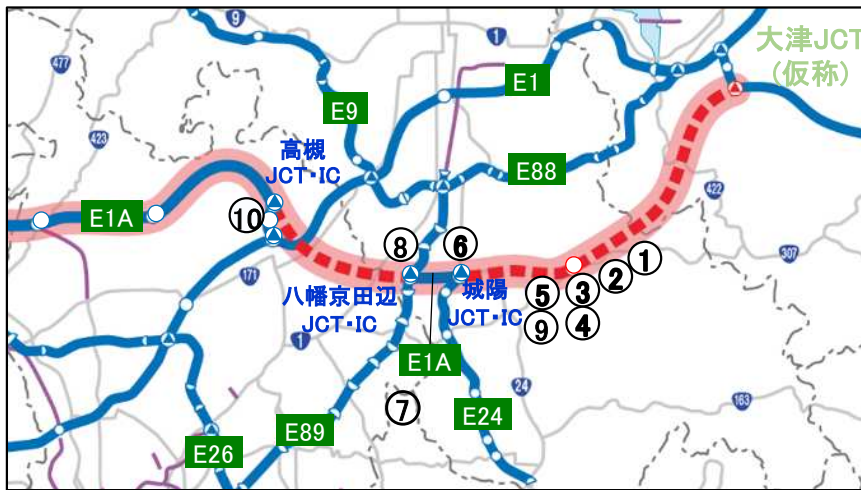 9
1
477
大津JCT
(仮称)
E1
E9
423
高槻
JCT・IC
E88
422
E1A
⑩
⑧
⑥
①
307
②
171
⑤
③
八幡京田辺
JCT・IC
城陽
JCT・IC
⑨
④
1
E1A
24
163
⑦
E89
E24
E26